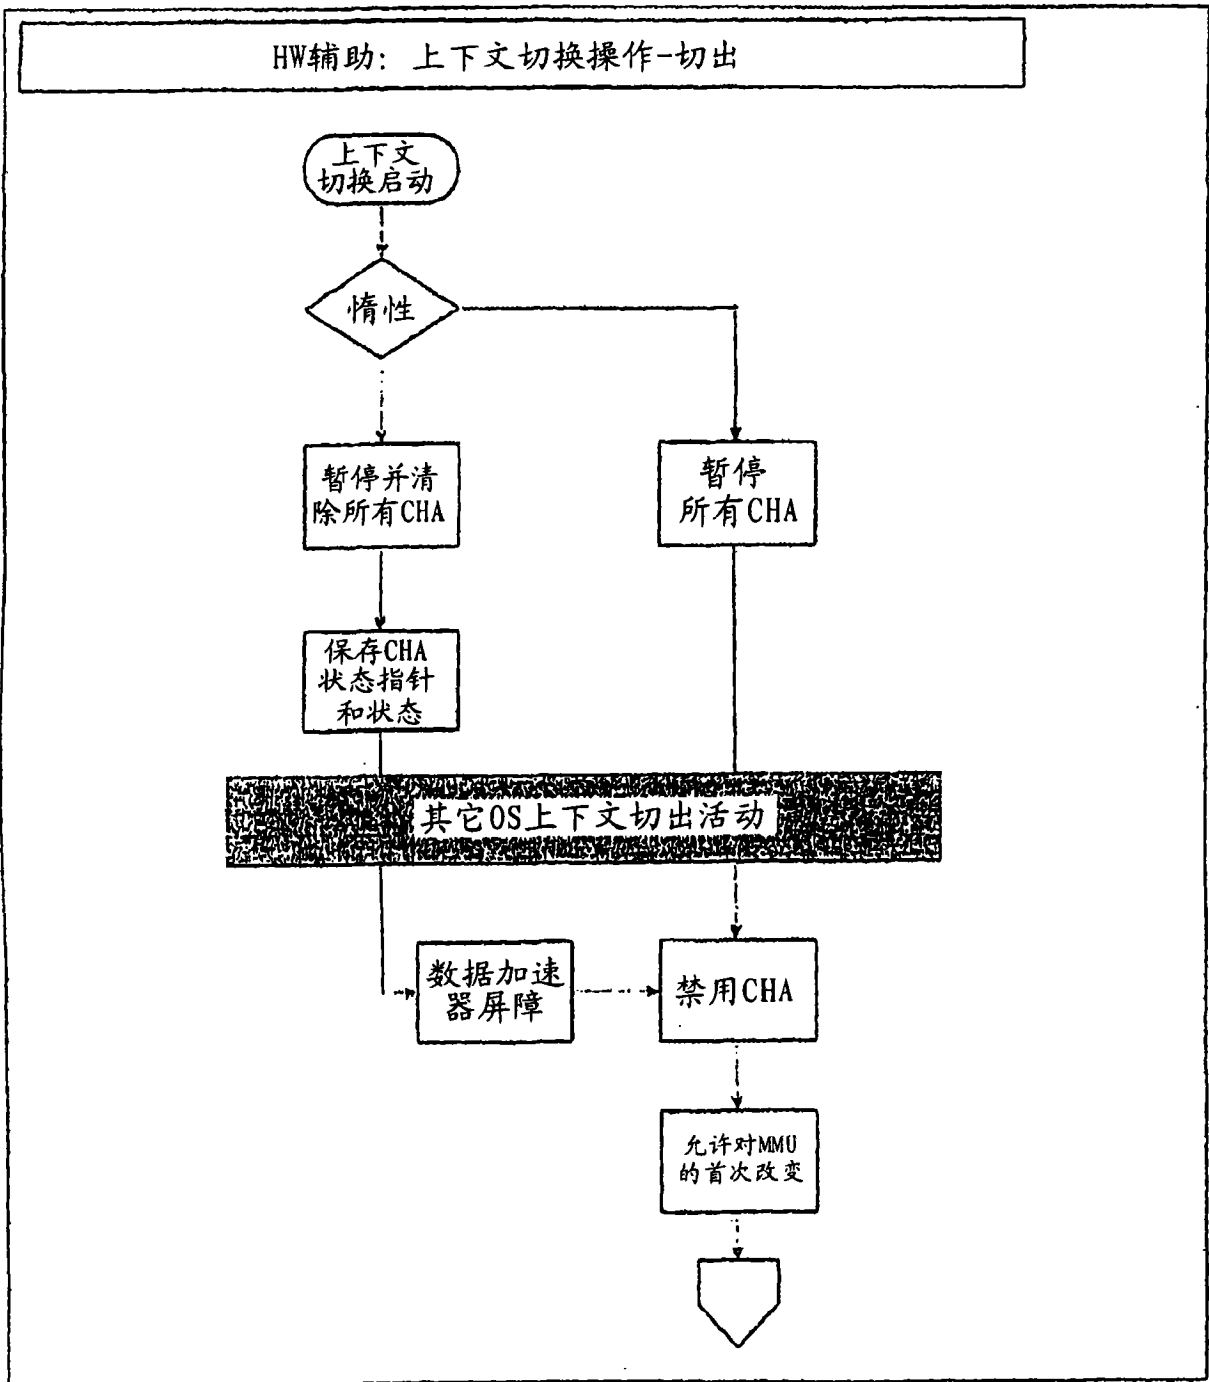 HW辅助: 上下文切换操作-切出
上下文
切换启动
惰性
暂停并清
除所有CHA
暂停
所有CHA
保存CHA
状态指针
和状态
其它OS上下文切出活动
数据加速
器屏障
禁用CHA
允许对MMU
的首次改变